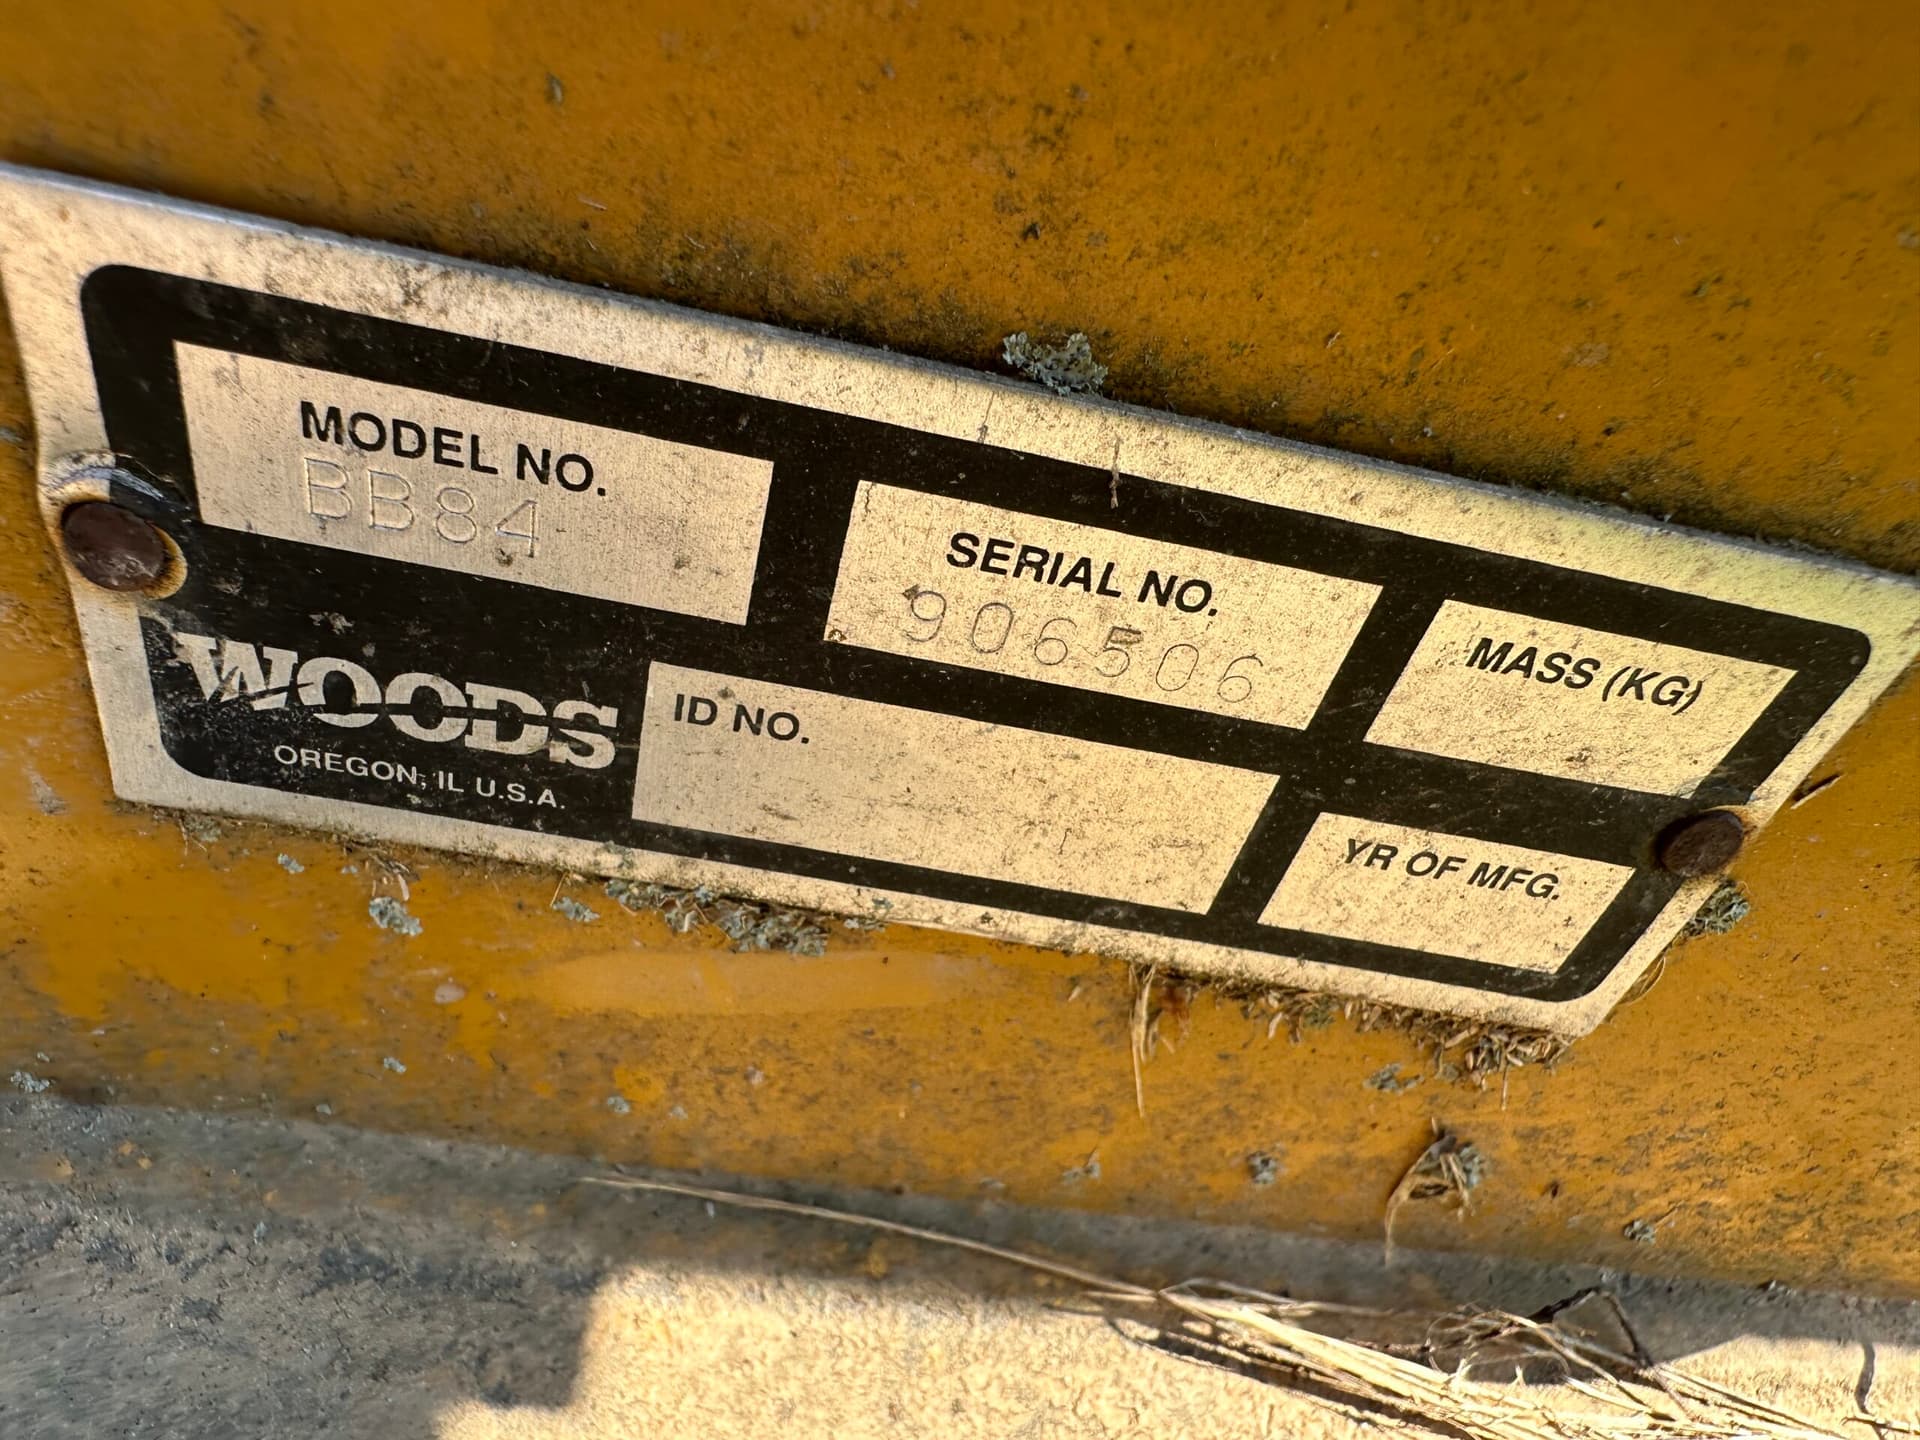 MODEL NO.
BB84
SERIAL NO.
906506
MASS (KG)
WOODS
OREGON, IL U.S.A.
ID NO.
YR OF MFG.